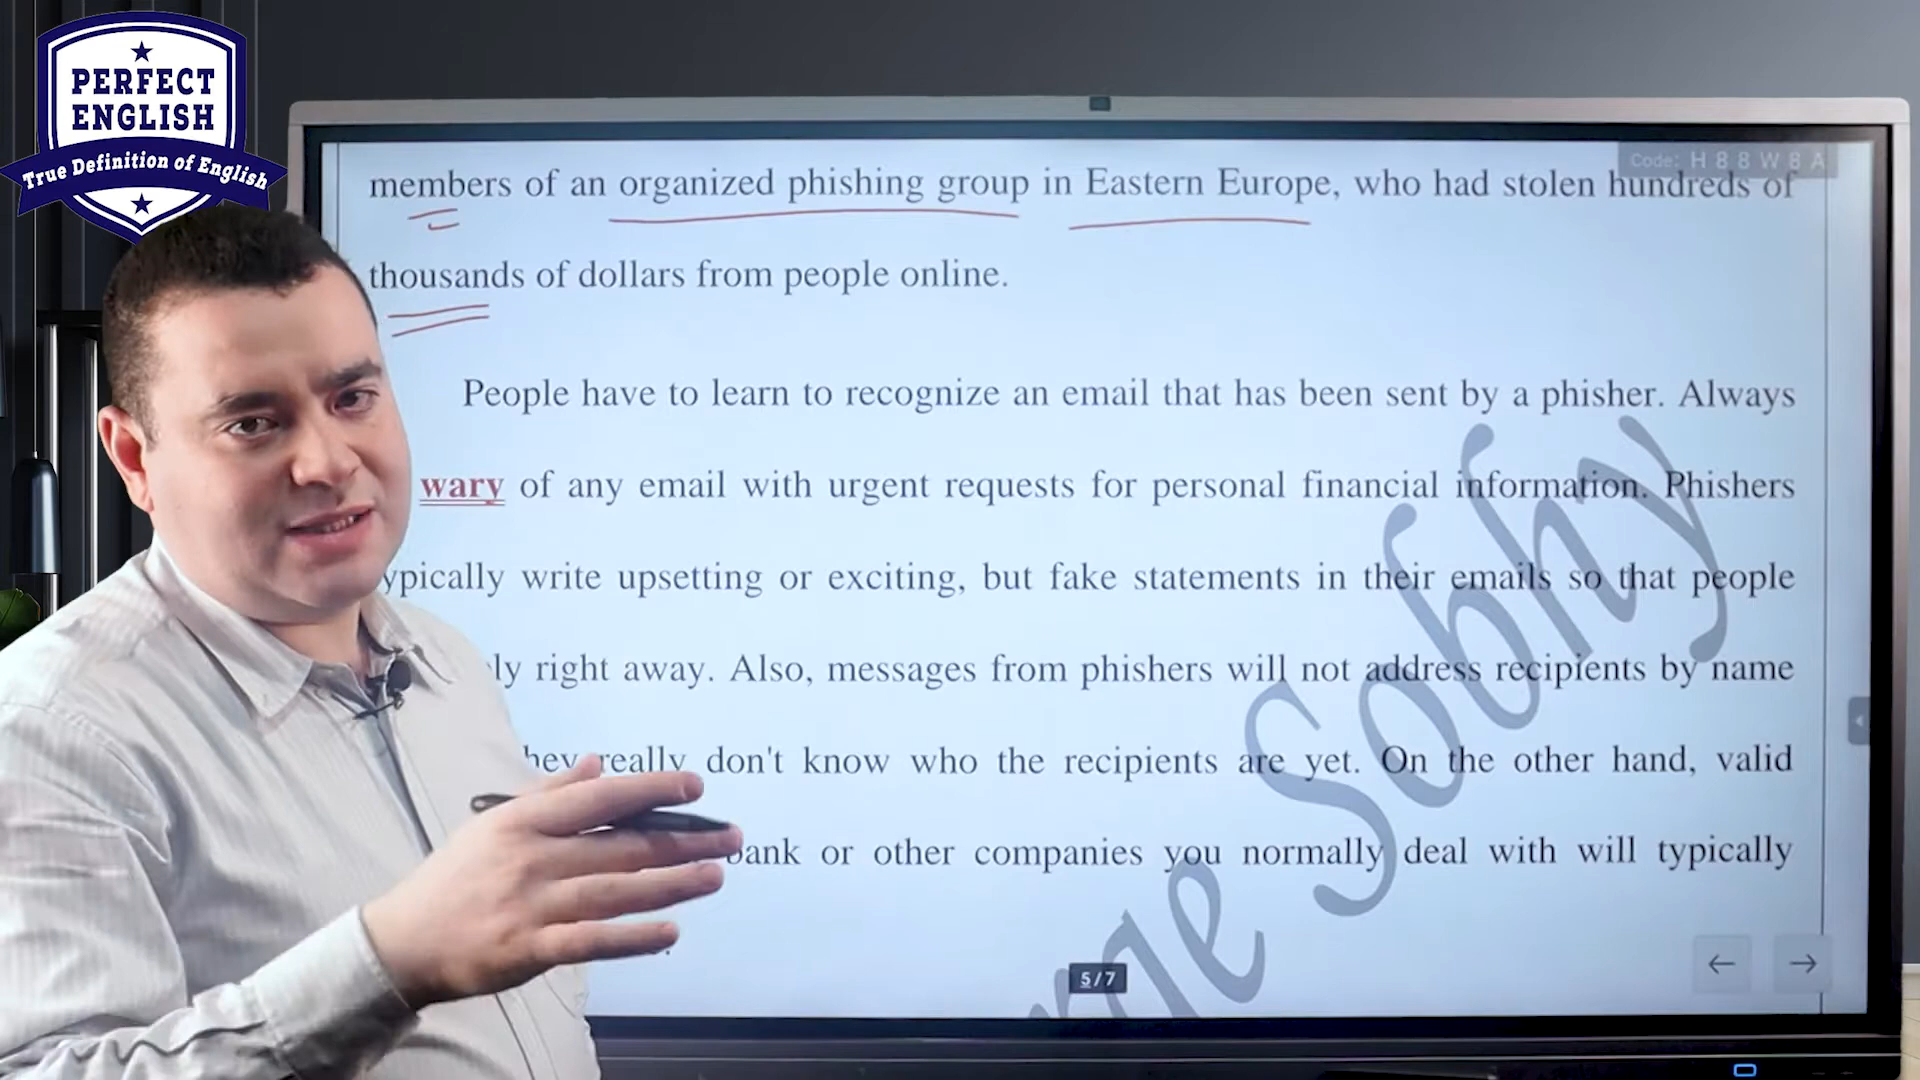 PERFECT
ENGLISH
True Definition of English
Code: H 8 8 W 8 A
members of an organized phishing group in Eastern Europe, who had stolen hundreds of
thousands of dollars from people online.
People have to learn to recognize an email that has been sent by a phisher. Always
wary of any email with urgent requests for personal financial information. Phishers
ypically write upsetting or exciting, but fake statements in their emails so that people
ly right away. Also, messages from phishers will not address recipients by name
hey really don't know who the recipients are yet. On the other hand, valid
bank or other companies you normally deal with will typically
5/7
Sobhy